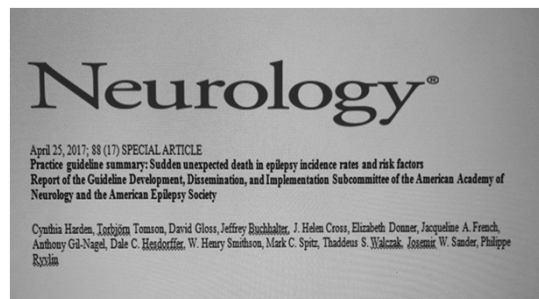 Neurology®
April 25, 2017; 88 (17) SPECIAL ARTICLE
Practice guideline summary: Sudden unexpected death in epilepsy incidence rates and risk factors
Report of the Guideline Development, Dissemination, and Implementation Subcommittee of the American Academy of
Neurology and the American Epilepsy Society
Cynthia Harden, Torbjörn Tomson, David Gloss, Jeffrey Buchhalter, J. Helen Cross, Elizabeth Donner, Jacqueline A. French,
Anthony Gil-Nagel, Dale C. Hesdorffer, W. Henry Smithson, Mark C. Spitz, Thaddeus S. Walczak, Josemir W. Sander, Philippe
Ryvlin